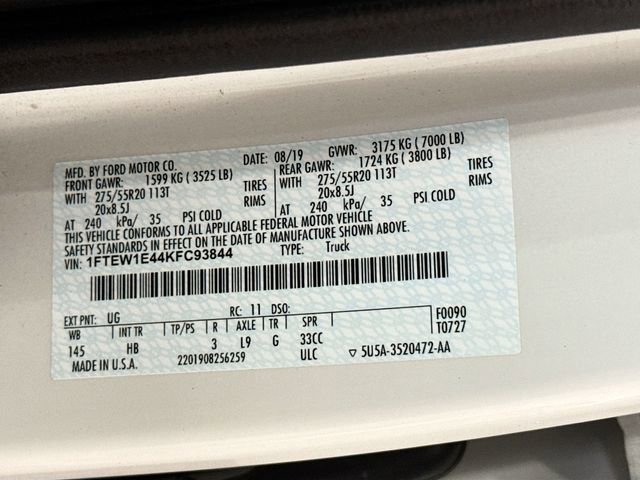 MFD. BY FORD MOTOR CO. DATE: 08/19 GVWR: 3175 KG ( 7000 LB)
FRONT GAWR: 1599 KG ( 3525 LB) REAR GAWR: 1724 KG ( 3800 LB)
WITH 275/55R20 113T TIRES WITH 275/55R20 113T TIRES
20x8.5J RIMS 20x8.5J RIMS
AT 240 kPa/ 35 PSI COLD AT 240 kPa/ 35 PSI COLD
THIS VEHICLE CONFORMS TO ALL APPLICABLE FEDERAL MOTOR VEHICLE
SAFETY STANDARDS IN EFFECT ON THE DATE OF MANUFACTURE SHOWN ABOVE.
VIN: 1FTEW1E44KFC93844 TYPE: Truck
EXT PNT: UG RC: 11 DSO: F0090
WB INT TR TP/PS R AXLE TR SPR T0727
145 HB 3 L9 G 33CC
MADE IN U.S.A. 2201908256259 ULC ▽ 5U5A-3520472-AA